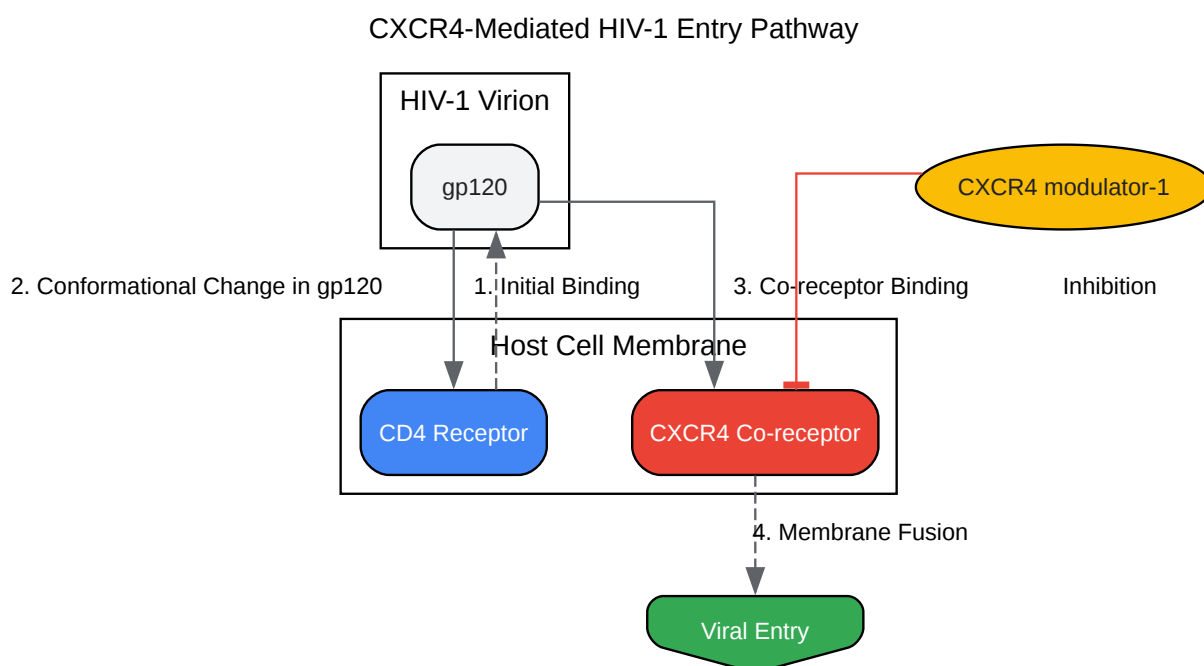 CXCR4-Mediated HIV-1 Entry Pathway
HIV-1 Virion
gp120
CXCR4 modulator-1
2. Conformational Change in gp120
1. Initial Binding
3. Co-receptor Binding
Inhibition
Host Cell Membrane
CD4 Receptor
CXCR4 Co-receptor
4. Membrane Fusion
Viral Entry